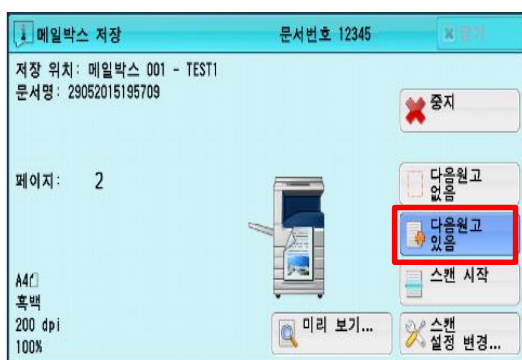 메일박스 저장
문서번호 12345
닫기
저장 위치: 메일박스 001 - TEST1
문서명: 29052015195709
중지
페이지: 2
다음원고
없음
다음원고
있음
스캔 시작
A4
흑백
200 dpi
100%
미리 보기...
스캔
설정 변경...